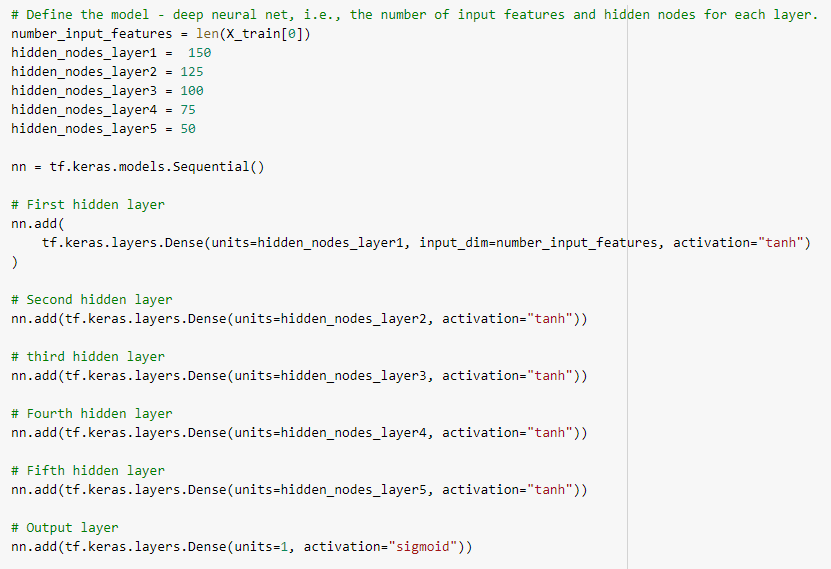 # Define the model - deep neural net, i.e., the number of input features and hidden nodes for each layer.
number_input_features = len(X_train[0])
hidden_nodes_layer1 =  150
hidden_nodes_layer2 = 125
hidden_nodes_layer3 = 100
hidden_nodes_layer4 = 75
hidden_nodes_layer5 = 50

nn = tf.keras.models.Sequential()

# First hidden layer
nn.add(
    tf.keras.layers.Dense(units=hidden_nodes_layer1, input_dim=number_input_features, activation="tanh")
)

# Second hidden layer
nn.add(tf.keras.layers.Dense(units=hidden_nodes_layer2, activation="tanh"))

# third hidden layer
nn.add(tf.keras.layers.Dense(units=hidden_nodes_layer3, activation="tanh"))

# Fourth hidden layer
nn.add(tf.keras.layers.Dense(units=hidden_nodes_layer4, activation="tanh"))

# Fifth hidden layer
nn.add(tf.keras.layers.Dense(units=hidden_nodes_layer5, activation="tanh"))

# Output layer
nn.add(tf.keras.layers.Dense(units=1, activation="sigmoid"))